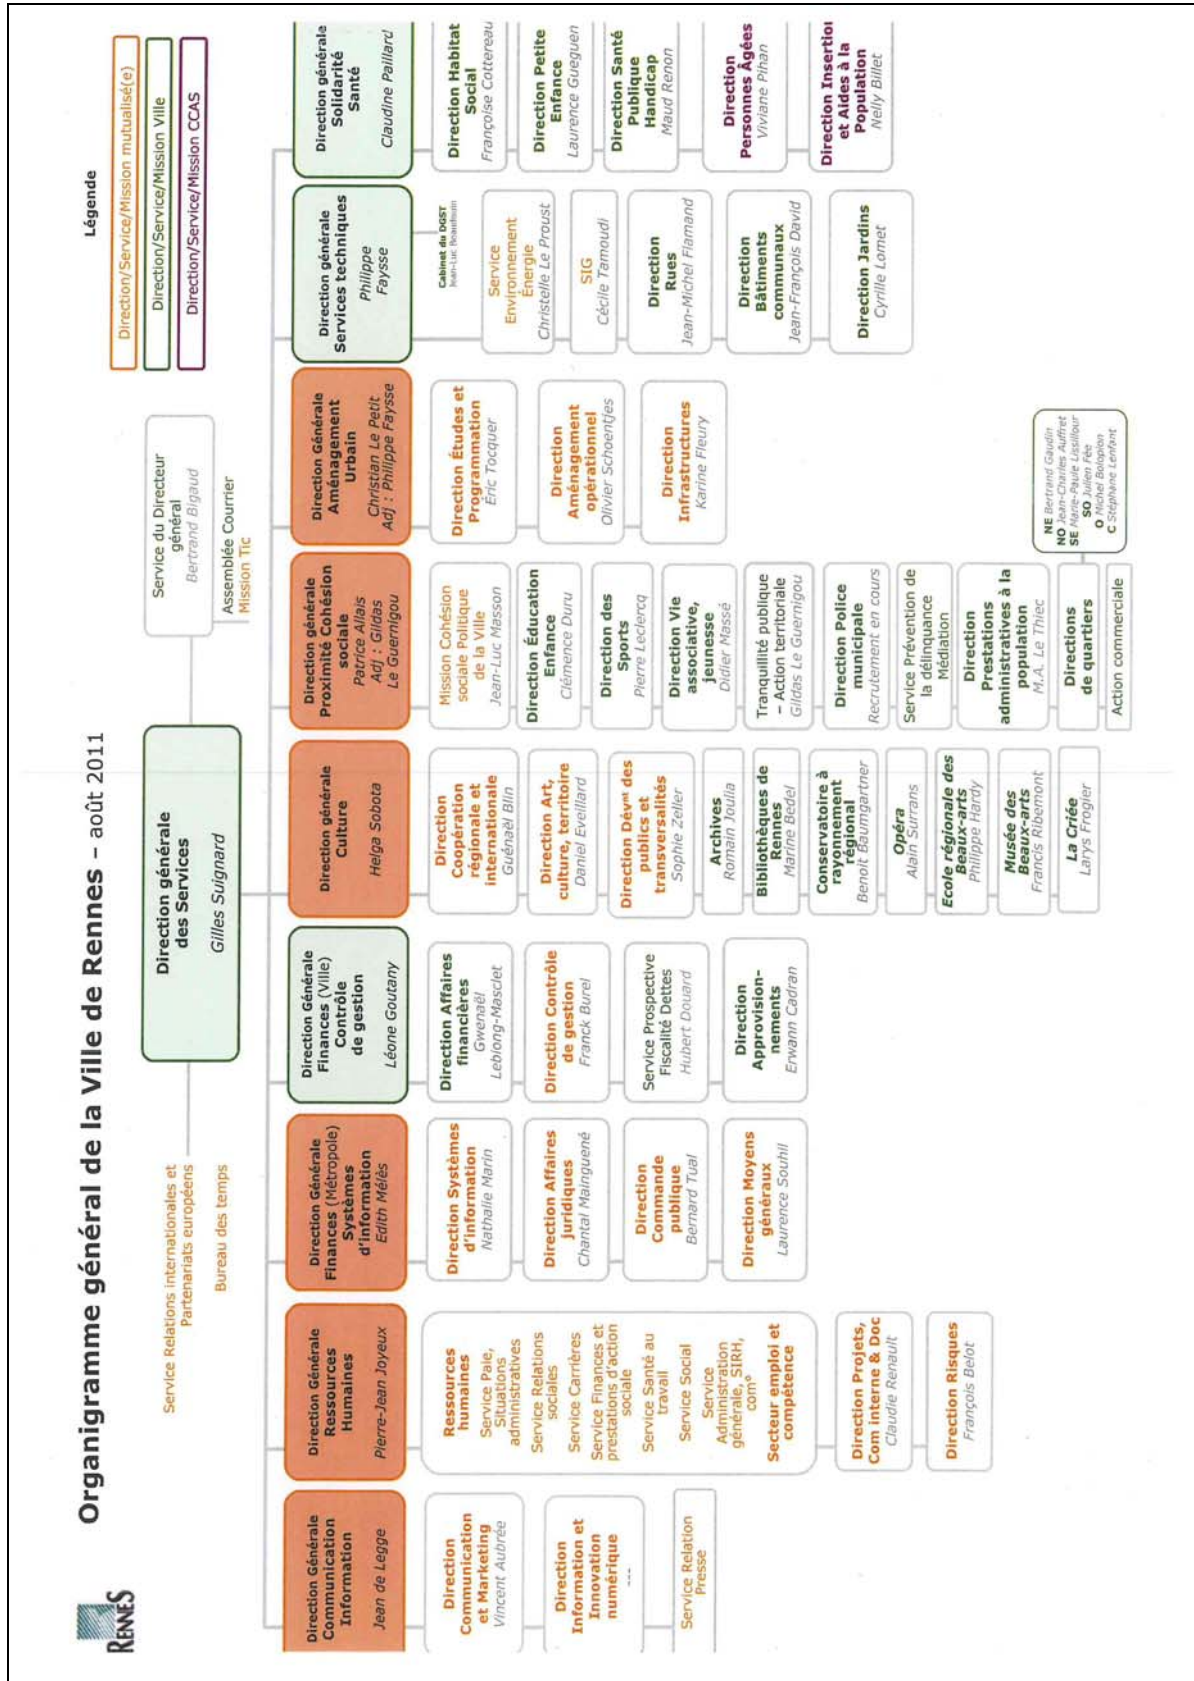 RENNES
Organigramme général de la Ville de Rennes – août 2011
Légende
Direction/Service/Mission mutualisé(e)
Direction/Service/Mission Ville
Direction/Service/Mission CCAS
Direction générale
des Services
Gilles Suignard
Service Relations internationales et
Partenariats européens
Bureau des temps
Service du Directeur
général
Bertrand Bigaud
Assemblée Courrier
Mission Tic
Direction Générale
Communication
Information
Jean de Legge
Direction
Communication
et Marketing
Vincent Aubrée
Direction
Information et
Innovation
numérique
---
Service Relation
Presse
Direction Générale
Ressources
Humaines
Pierre-Jean Joyeux
Ressources
humaines
Service Paie,
Situations
administratives
Service Relations
sociales
Service Carrières
Service Finances et
prestations d'action
sociale
Service Santé au
travail
Service Social
Service
Administration
générale, SIRH,
com°
Secteur emploi et
compétence
Direction Projets,
Com interne & Doc
Claudie Renault
Direction Risques
François Belot
Direction Générale
Finances (Métropole)
Systèmes
d'information
Edith Mélès
Direction Systèmes
d'information
Nathalie Marin
Direction Affaires
juridiques
Chantal Mainguené
Direction
Commande
publique
Bernard Tual
Direction Moyens
généraux
Laurence Souhil
Direction Générale
Finances (Ville)
Contrôle
de gestion
Léone Goutany
Direction Affaires
financières
Gwenaël
Leblong-Masclet
Direction Contrôle
de gestion
Franck Burel
Service Prospective
Fiscalité Dettes
Hubert Douard
Direction
Approvision-
nements
Erwann Cadran
Direction générale
Culture
Helga Sobota
Direction
Coopération
régionale et
internationale
Guénaël Blin
Direction Art,
culture, territoire
Daniel Eveillard
Direction Dévᵐᵗ des
publics et
transversalités
Sophie Zeller
Archives
Romain Joulia
Bibliothèques de
Rennes
Marine Bedel
Conservatoire à
rayonnement
régional
Benoit Baumgartner
Opéra
Alain Surrans
Ecole régionale des
Beaux-arts
Philippe Hardy
Musée des
Beaux-arts
Francis Ribemont
La Criée
Larys Frogier
Direction générale
Proximité Cohésion
sociale
Patrice Allais
Adj : Gildas
Le Guernigou
Mission Cohésion
sociale Politique
de la Ville
Jean-Luc Masson
Direction Éducation
Enfance
Clémence Duru
Direction des
Sports
Pierre Leclercq
Direction Vie
associative,
jeunesse
Didier Massé
Tranquillité publique
– Action territoriale
Gildas Le Guernigou
Direction Police
municipale
Recrutement en cours
Service Prévention de
la délinquance
Médiation
Direction
Prestations
administratives à la
population
M.A. Le Thiec
Directions
de quartiers
NE Bertrand Gaudin
NO Jean-Charles Auffret
SE Marie-Paule Lissillour
SO Julien Fée
O Michel Bolopion
C Stéphane Lenfant
Action commerciale
Direction Générale
Aménagement
Urbain
Christian Le Petit
Adj : Philippe Faysse
Direction Études et
Programmation
Éric Tocquer
Direction
Aménagement
opérationnel
Olivier Schoentjes
Direction
Infrastructures
Karine Fleury
Direction générale
Services techniques
Philippe
Faysse
Cabinet du DGST
Jean-Luc Beaudouin
Service
Environnement
Énergie
Christelle Le Proust
SIG
Cécile Tamoudi
Direction
Rues
Jean-Michel Flamand
Direction
Bâtiments
communaux
Jean-François David
Direction Jardins
Cyrille Lomet
Direction générale
Solidarité
Santé
Claudine Paillard
Direction Habitat
Social
Françoise Cottereau
Direction Petite
Enfance
Laurence Gueguen
Direction Santé
Publique
Handicap
Maud Renon
Direction
Personnes Âgées
Viviane Pihan
Direction Insertion
et Aides à la
Population
Nelly Billet